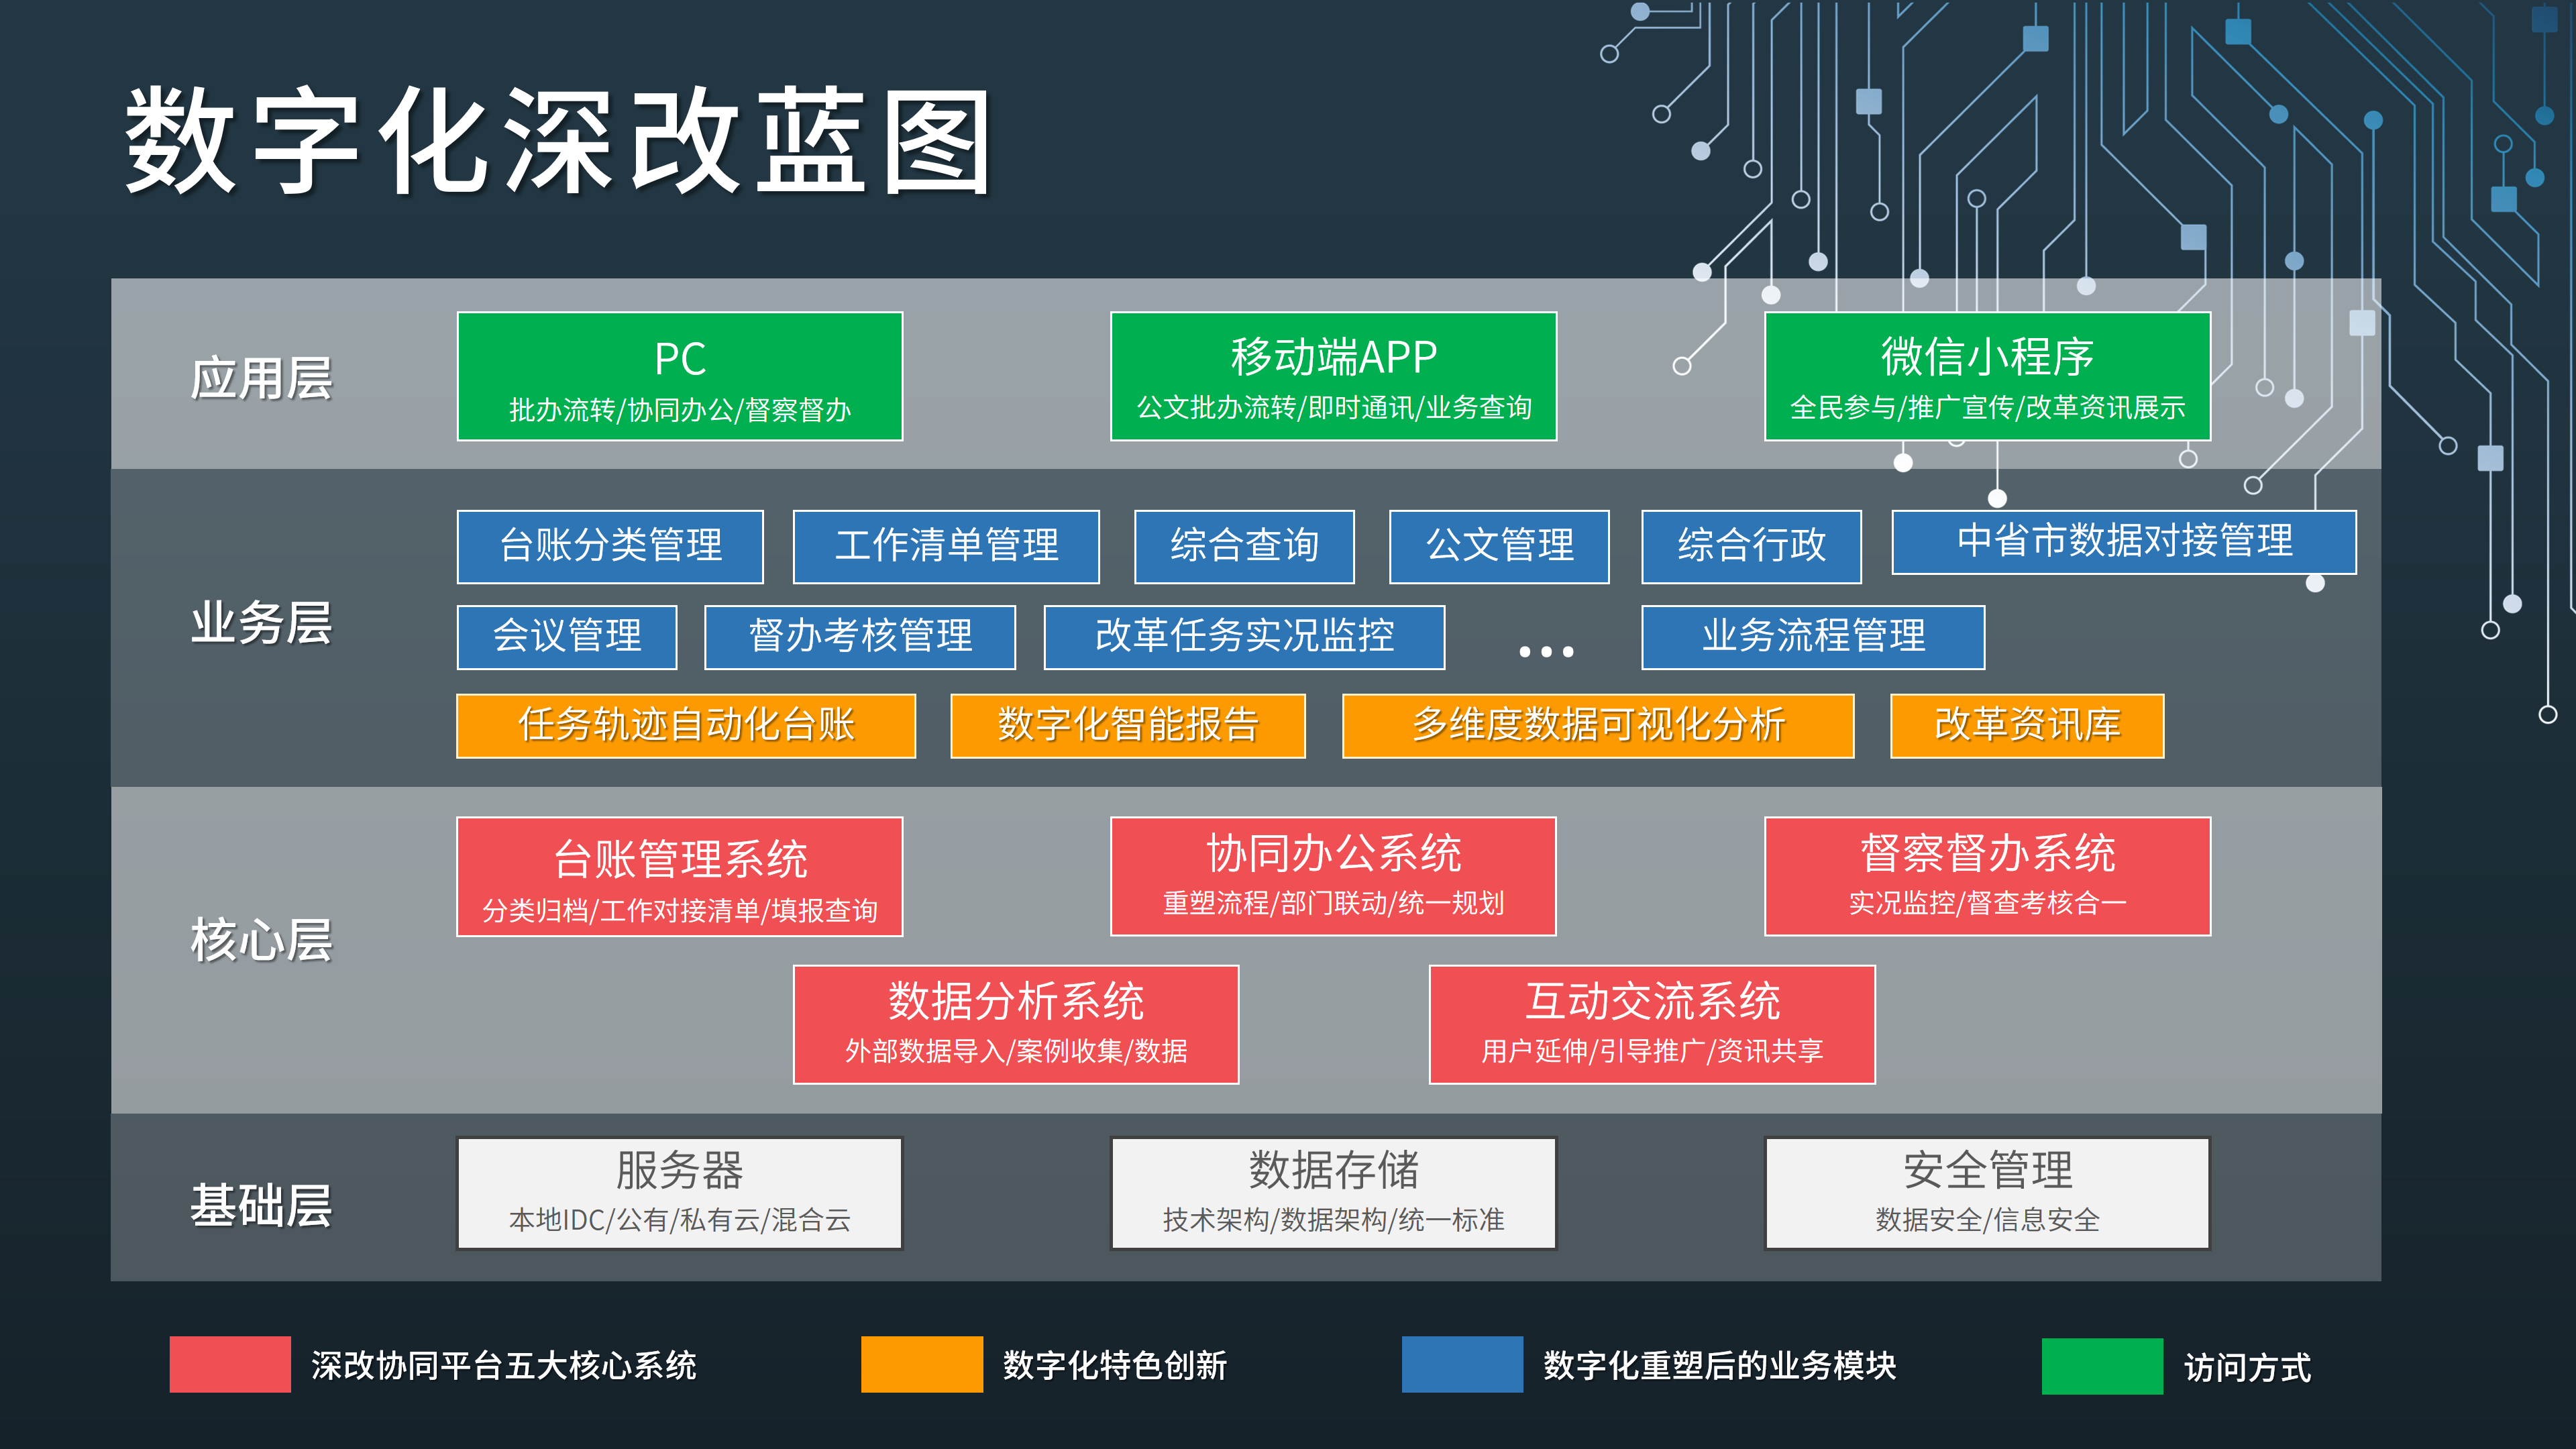 数字化深改蓝图
应用层
PC
批办流转/协同办公/督察督办
移动端APP
公文批办流转/即时通讯/业务查询
微信小程序
全民参与/推广宣传/改革资讯展示
业务层
台账分类管理
工作清单管理
综合查询
公文管理
综合行政
中省市数据对接管理
会议管理
督办考核管理
改革任务实况监控
...
业务流程管理
任务轨迹自动化台账
数字化智能报告
多维度数据可视化分析
改革资讯库
核心层
台账管理系统
分类归档/工作对接清单/填报查询
协同办公系统
重塑流程/部门联动/统一规划
督察督办系统
实况监控/督查考核合一
数据分析系统
外部数据导入/案例收集/数据
互动交流系统
用户延伸/引导推广/资讯共享
基础层
服务器
本地IDC/公有/私有云/混合云
数据存储
技术架构/数据架构/统一标准
安全管理
数据安全/信息安全
深改协同平台五大核心系统
数字化特色创新
数字化重塑后的业务模块
访问方式